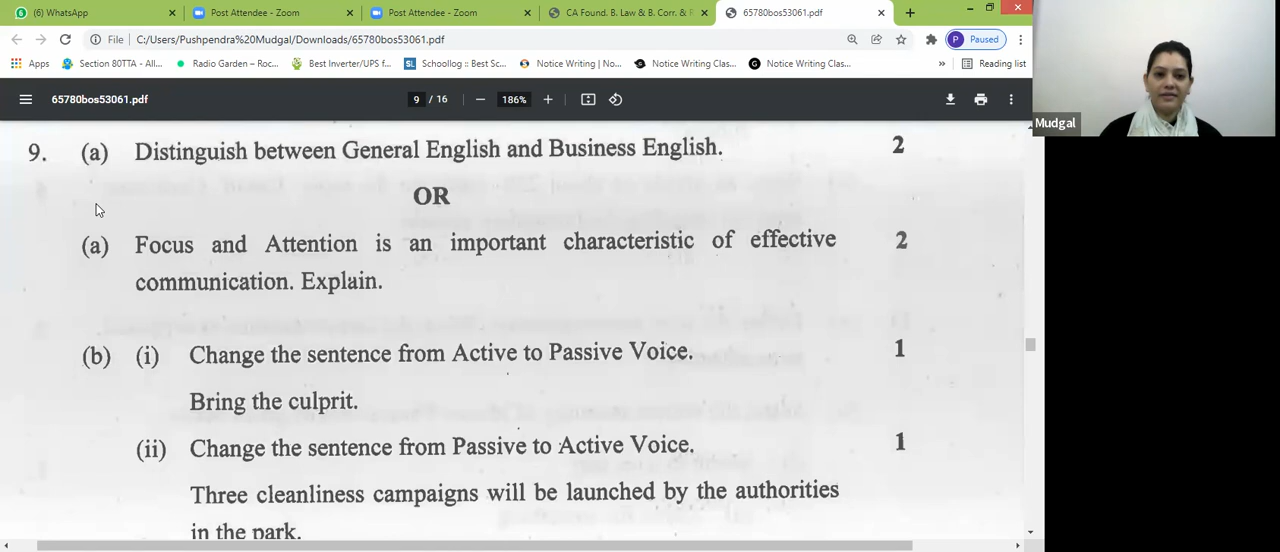 WhatsApp
Post Attendee - Zoom
Post Attendee - Zoom
CA Found. B. Law & B. Corr. & R
65780bos53061.pdf
File
C:/Users/Pushpendra%20Mudgal/Downloads/65780bos53061.pdf
P Paused
Apps
Section 80TTA - All...
Radio Garden – Roc...
Best Inverter/UPS f...
Schoollog :: Best Sc...
Notice Writing | No...
Notice Writing Clas...
Notice Writing Clas...
»
Reading list
65780bos53061.pdf
9 / 16
186%
Mudgal
9. (a) Distinguish between General English and Business English. 2
OR
(a) Focus and Attention is an important characteristic of effective 2
communication. Explain.
(b) (i) Change the sentence from Active to Passive Voice. 1
Bring the culprit.
(ii) Change the sentence from Passive to Active Voice. 1
Three cleanliness campaigns will be launched by the authorities
in the park.